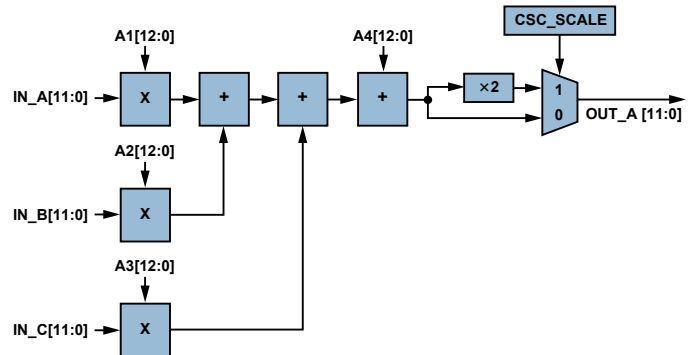 CSC_SCALE
A1[12:0]
A4[12:0]
IN_A[11:0]
X
+
+
+
×2
1
0
OUT_A [11:0]
A2[12:0]
IN_B[11:0]
X
A3[12:0]
IN_C[11:0]
X